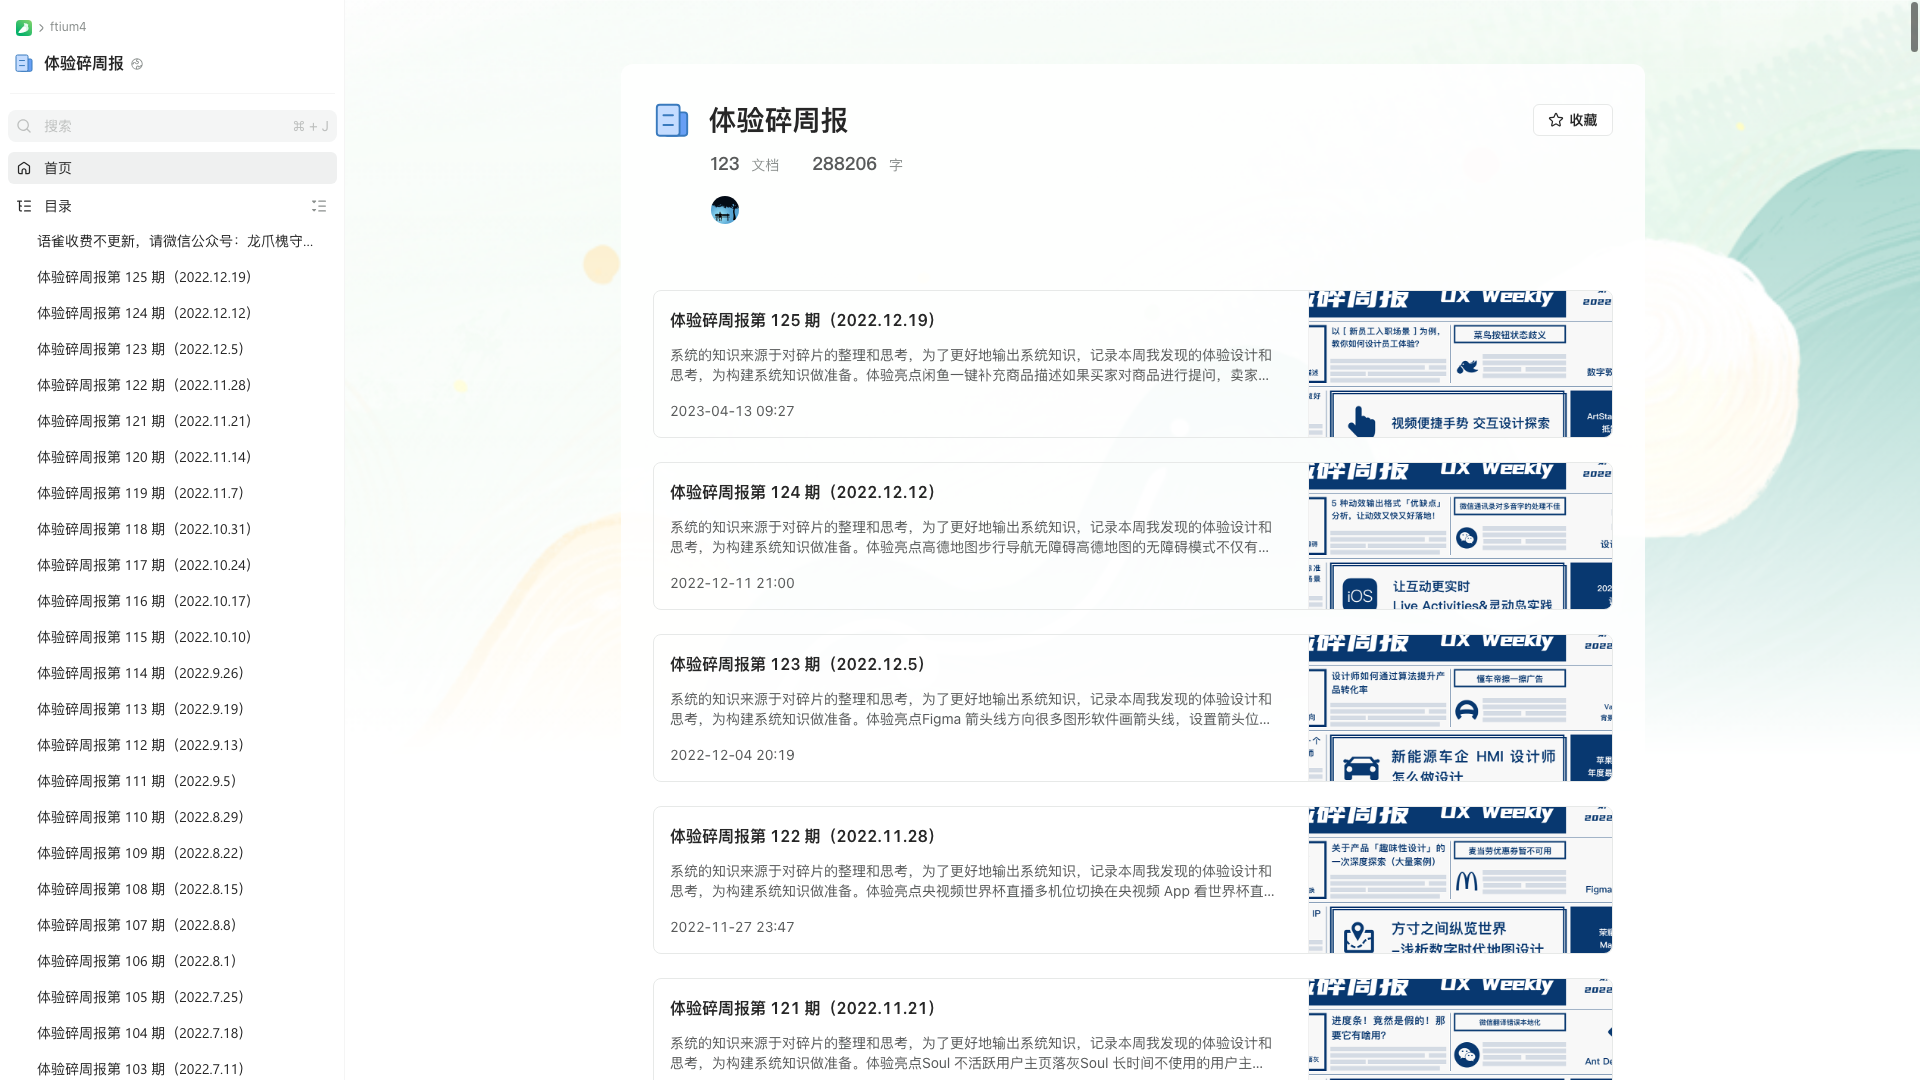 ftium4
体验碎周报
搜索
⌘ + J
首页
目录
语雀收费不更新，请微信公众号：龙爪槐守...
体验碎周报第 125 期（2022.12.19）
体验碎周报第 124 期（2022.12.12）
体验碎周报第 123 期（2022.12.5）
体验碎周报第 122 期（2022.11.28）
体验碎周报第 121 期（2022.11.21）
体验碎周报第 120 期（2022.11.14）
体验碎周报第 119 期（2022.11.7）
体验碎周报第 118 期（2022.10.31）
体验碎周报第 117 期（2022.10.24）
体验碎周报第 116 期（2022.10.17）
体验碎周报第 115 期（2022.10.10）
体验碎周报第 114 期（2022.9.26）
体验碎周报第 113 期（2022.9.19）
体验碎周报第 112 期（2022.9.13）
体验碎周报第 111 期（2022.9.5）
体验碎周报第 110 期（2022.8.29）
体验碎周报第 109 期（2022.8.22）
体验碎周报第 108 期（2022.8.15）
体验碎周报第 107 期（2022.8.8）
体验碎周报第 106 期（2022.8.1）
体验碎周报第 105 期（2022.7.25）
体验碎周报第 104 期（2022.7.18）
体验碎周报第 103 期（2022.7.11）
体验碎周报
收藏
123 文档 288206 字
体验碎周报第 125 期（2022.12.19）
系统的知识来源于对碎片的整理和思考，为了更好地输出系统知识，记录本周我发现的体验设计和
思考，为构建系统知识做准备。体验亮点闲鱼一键补充商品描述如果买家对商品进行提问，卖家...
2023-04-13 09:27
碎周报 UX Weekly 2022
以 [ 新员工入职场景 ] 为例，
教你如何设计员工体验?
菜鸟按钮状态歧义
视频便捷手势 交互设计探索
ArtSta
体验碎周报第 124 期（2022.12.12）
系统的知识来源于对碎片的整理和思考，为了更好地输出系统知识，记录本周我发现的体验设计和
思考，为构建系统知识做准备。体验亮点高德地图步行导航无障碍高德地图的无障碍模式不仅有...
2022-12-11 21:00
碎周报 UX Weekly 2022
5 种动效输出格式「优缺点」
分析，让动效又快又好落地!
微信通讯录对多音字的处理不佳
iOS
让互动更实时
Live Activities&灵动岛实践
202
体验碎周报第 123 期（2022.12.5）
系统的知识来源于对碎片的整理和思考，为了更好地输出系统知识，记录本周我发现的体验设计和
思考，为构建系统知识做准备。体验亮点Figma 箭头线方向很多图形软件画箭头线，设置箭头位...
2022-12-04 20:19
碎周报 UX Weekly 2022
设计师如何通过算法提升产
品转化率
懂车帝擦一擦广告
新能源车企 HMI 设计师
怎么做设计
苹果
年度最
体验碎周报第 122 期（2022.11.28）
系统的知识来源于对碎片的整理和思考，为了更好地输出系统知识，记录本周我发现的体验设计和
思考，为构建系统知识做准备。体验亮点央视频世界杯直播多机位切换在央视频 App 看世界杯直...
2022-11-27 23:47
碎周报 UX Weekly 2022
关于产品「趣味性设计」的
一次深度探索（大量案例）
麦当劳优惠券暂不可用
Figma
IP
方寸之间纵览世界
–浅析数字时代地图设计
Ma
体验碎周报第 121 期（2022.11.21）
系统的知识来源于对碎片的整理和思考，为了更好地输出系统知识，记录本周我发现的体验设计和
思考，为构建系统知识做准备。体验亮点Soul 不活跃用户主页落灰Soul 长时间不使用的用户主...
碎周报 UX Weekly 2022
进度条！竟然是假的！那
要它有啥用?
微信翻译错误本地化
落灰
Ant De